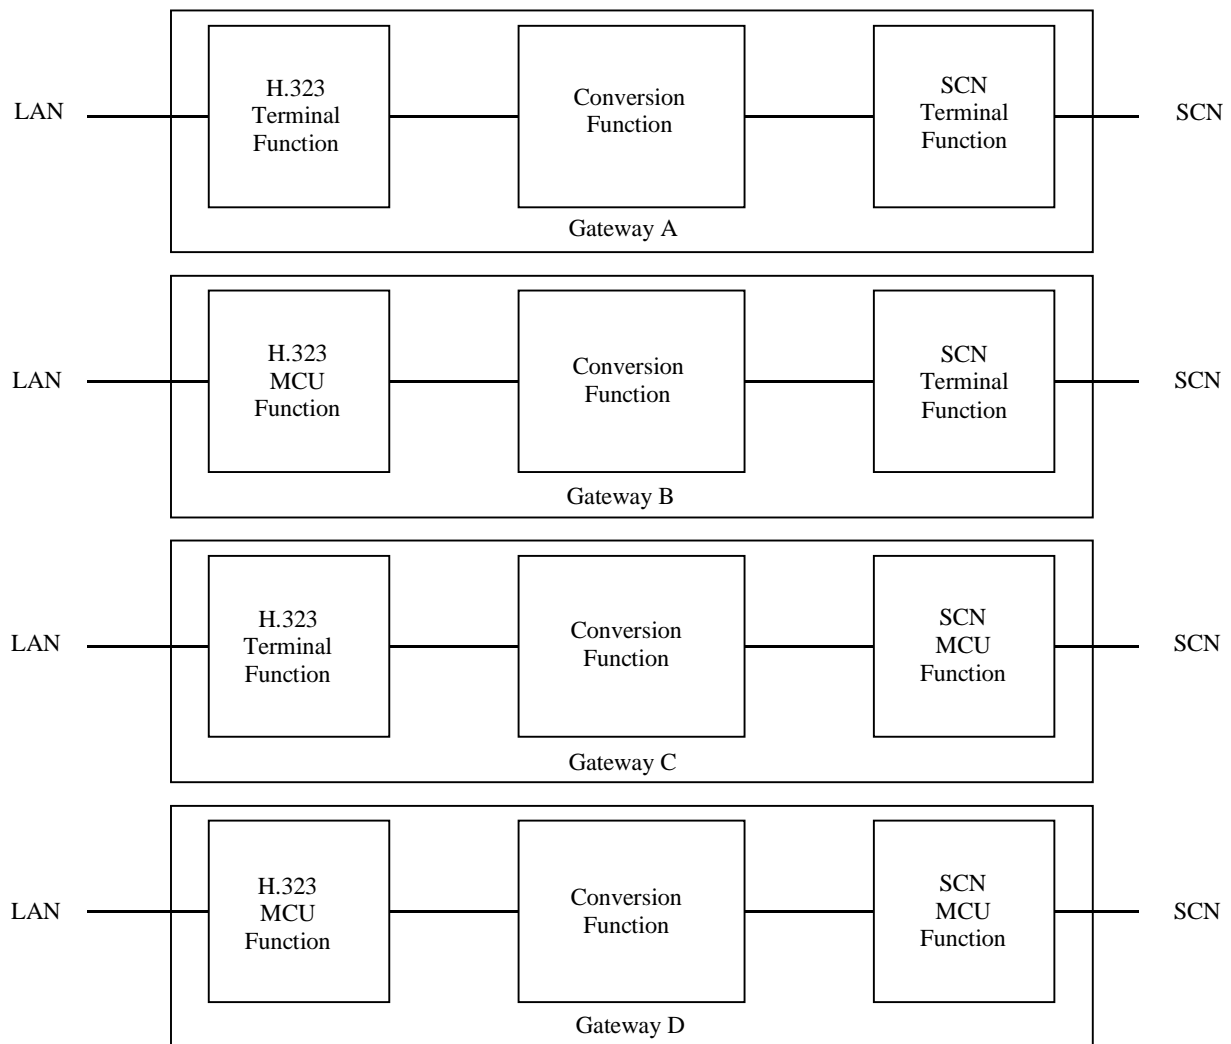 LAN
H.323
Terminal
Function
Conversion
Function
SCN
Terminal
Function
SCN
Gateway A
LAN
H.323
MCU
Function
Conversion
Function
SCN
Terminal
Function
SCN
Gateway B
LAN
H.323
Terminal
Function
Conversion
Function
SCN
MCU
Function
SCN
Gateway C
LAN
H.323
MCU
Function
Conversion
Function
SCN
MCU
Function
SCN
Gateway D